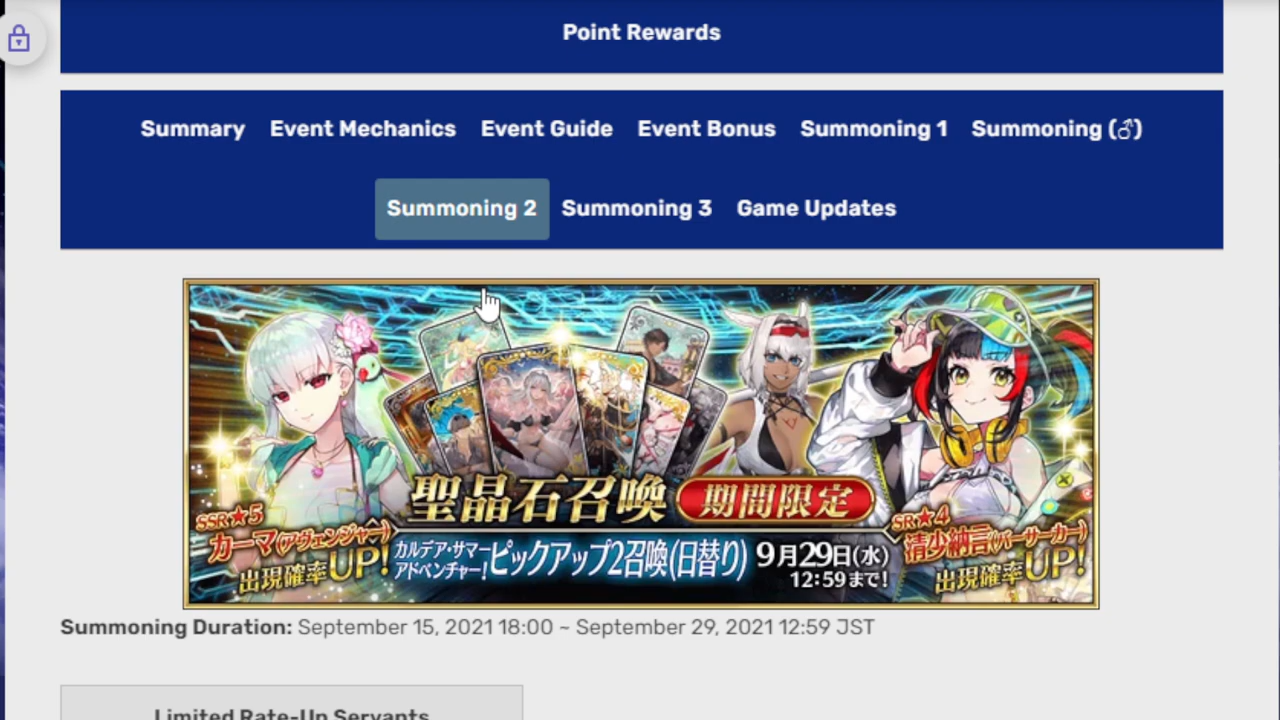 Point Rewards
Summary Event Mechanics Event Guide Event Bonus Summoning 1 Summoning (♂)
Summoning 2 Summoning 3 Game Updates
聖晶石召喚 期間限定
SSR★5
カーマ(アヴェンジャー)
出現確率UP!
カルデア・サマー
アドベンチャー!
ピックアップ2召喚(日替り)
9月29日(水)
12:59まで!
SR★4
清少納言(バーサーカー)
出現確率UP!
Summoning Duration: September 15, 2021 18:00 ~ September 29, 2021 12:59 JST
Limited Rate-Up Servants